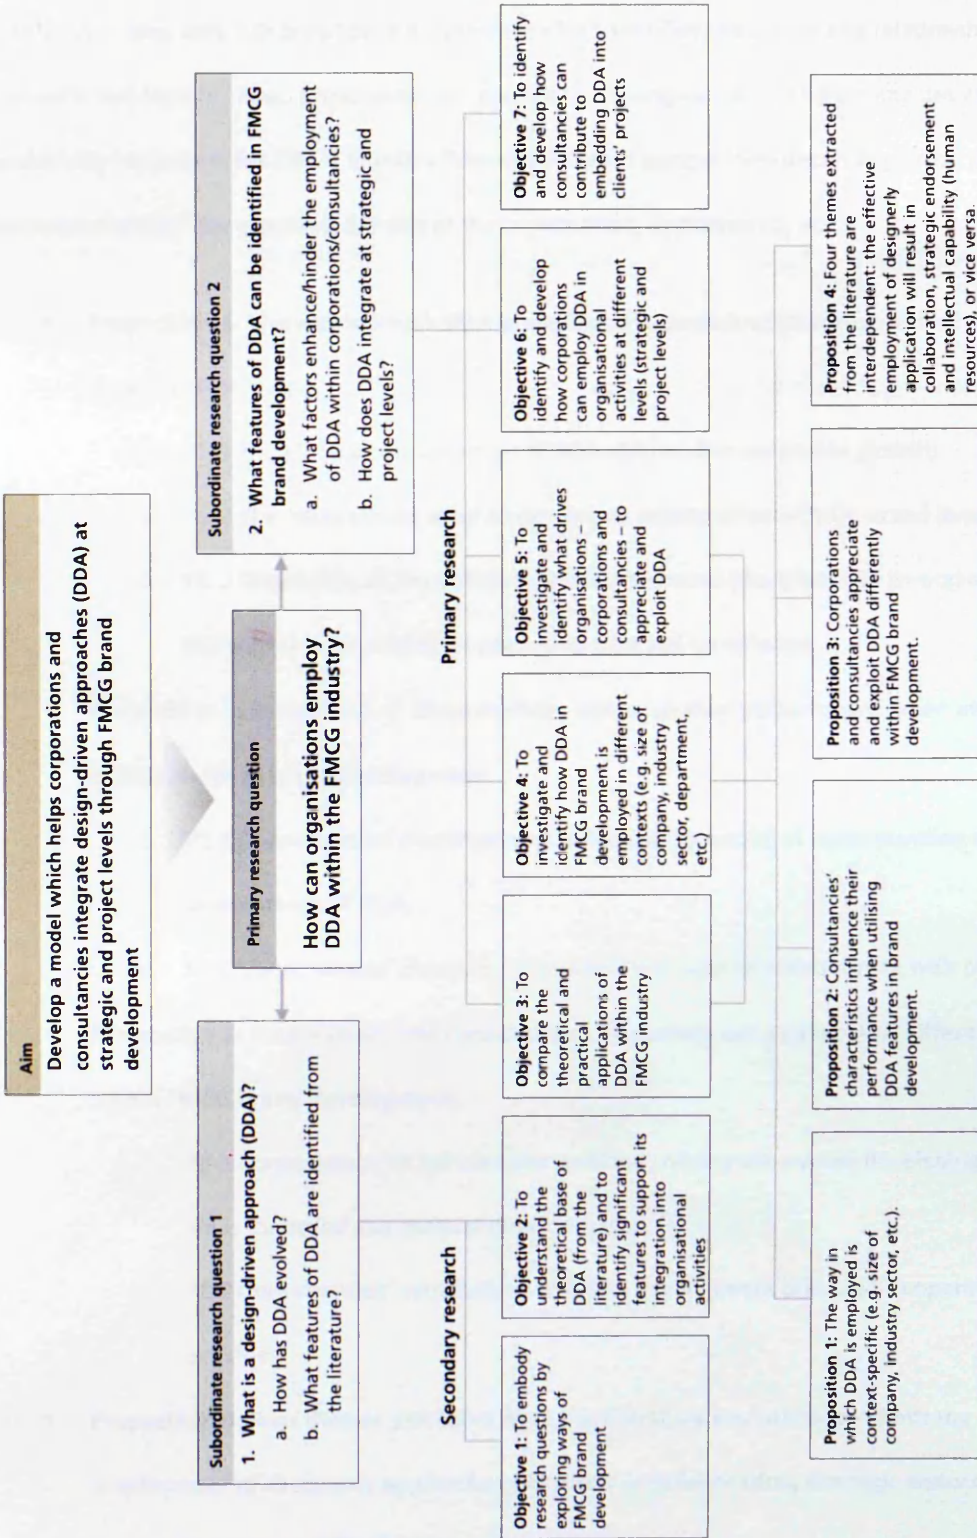 Aim
Develop a model which helps corporations and
consultancies integrate design-driven approaches (DDA) at
strategic and project levels through FMCG brand
development
Primary research question
How can organisations employ
DDA within the FMCG industry?
Subordinate research question 1
1. What is a design-driven approach (DDA)?
a. How has DDA evolved?
b. What features of DDA are identified from
the literature?
Subordinate research question 2
2. What features of DDA can be identified in FMCG
brand development?
a. What factors enhance/hinder the employment
of DDA within corporations/consultancies?
b. How does DDA integrate at strategic and
project levels?
Secondary research
Primary research
Objective 1: To embody
research questions by
exploring ways of
FMCG brand
development
Objective 2: To
understand the
theoretical base of
DDA (from the
literature) and to
identify significant
features to support its
integration into
organisational
activities
Objective 3: To
compare the
theoretical and
practical
applications of
DDA within the
FMCG industry
Objective 4: To
investigate and
identify how DDA in
FMCG brand
development is
employed in different
contexts (e.g. size of
company, industry
sector, department,
etc.)
Objective 5: To
investigate and
identify what drives
organisations –
corporations and
consultancies – to
appreciate and
exploit DDA
Objective 6: To
identify and develop
how corporations
can employ DDA in
organisational
activities at different
levels (strategic and
project levels)
Objective 7: To identify
and develop how
consultancies can
contribute to
embedding DDA into
clients' projects
Proposition 1: The way in
which DDA is employed is
context-specific (e.g. size of
company, industry sector, etc.).
Proposition 2: Consultancies'
characteristics influence their
performance when utilising
DDA features in brand
development.
Proposition 3: Corporations
and consultancies appreciate
and exploit DDA differently
within FMCG brand
development.
Proposition 4: Four themes extracted
from the literature are
interdependent: the effective
employment of designerly
application will result in
collaboration, strategic endorsement
and intellectual capability (human
resources), or vice versa.